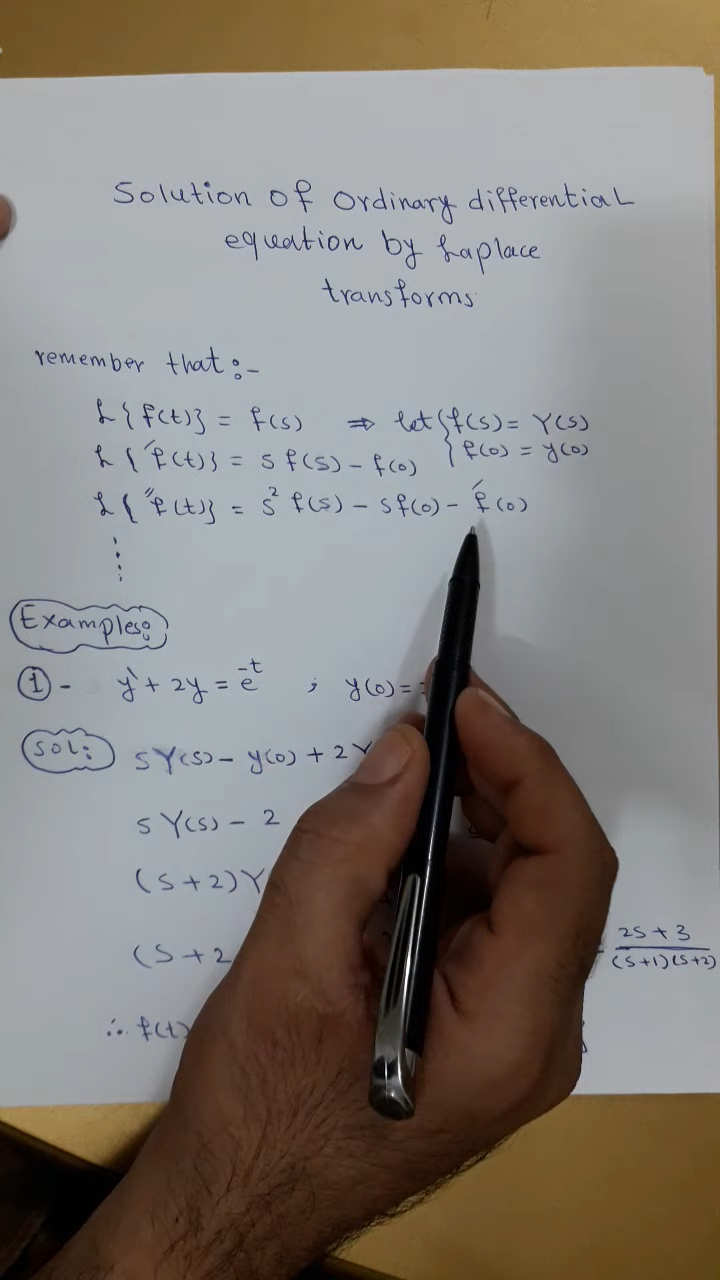 Solution of ordinary differential
equation by Laplace
transforms
remember that:-
ℒ{f(t)} = f(s) ⇒ let { f(s) = Y(s)
ℒ{f′(t)} = s f(s) - f(0) { f(0) = y(0)
ℒ{f″(t)} = s² f(s) - s f(0) - f′(0)
Examples:
① - y′ + 2y = e^-t ; y(0) =
sol: sY(s) - y(0) + 2Y
sY(s) - 2
(s+2)Y
(s+2
2s+3
(s+1)(s+2)
∴ f(t)